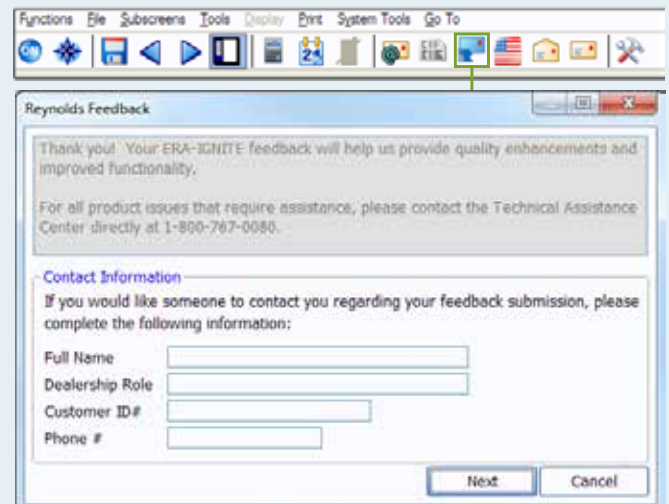 Functions File Subscreens Tools Display Print System Tools Go To
ON
24
Reynolds Feedback
Thank you! Your ERA-IGNITE feedback will help us provide quality enhancements and
improved functionality.
For all product issues that require assistance, please contact the Technical Assistance
Center directly at 1-800-767-0080.
Contact Information
If you would like someone to contact you regarding your feedback submission, please
complete the following information:
Full Name
Dealership Role
Customer ID#
Phone #
Next Cancel